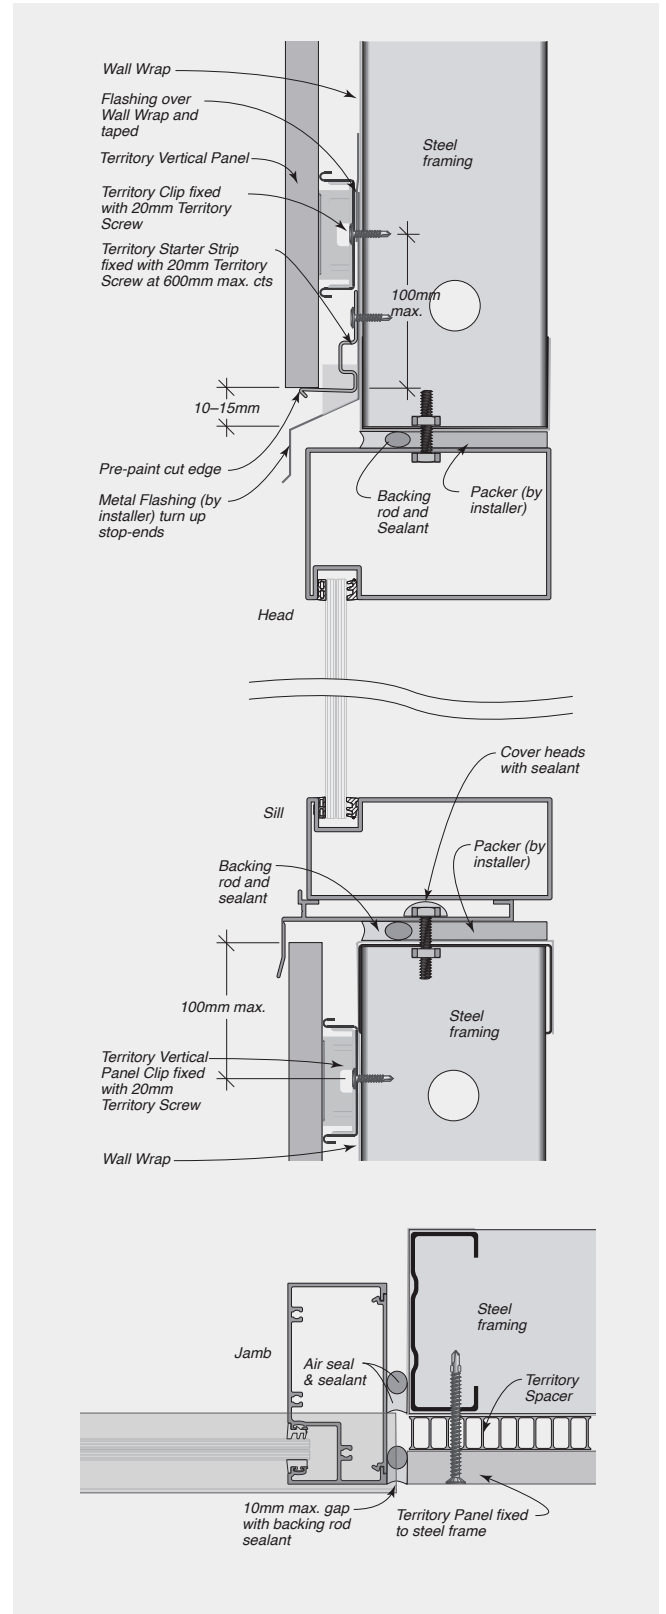 Wall Wrap
Flashing over
Wall Wrap and
taped
Territory Vertical Panel
Territory Clip fixed
with 20mm Territory
Screw
Territory Starter Strip
fixed with 20mm Territory
Screw at 600mm max. cts
Steel
framing
100mm
max.
10–15mm
Pre-paint cut edge
Metal Flashing (by
installer) turn up
stop-ends
Backing
rod and
Sealant
Packer (by
installer)
Head
Cover heads
with sealant
Sill
Packer (by
installer)
Backing
rod and
sealant
100mm max.
Steel
framing
Territory Vertical
Panel Clip fixed
with 20mm
Territory Screw
Wall Wrap
Steel
framing
Jamb
Air seal
& sealant
Territory
Spacer
10mm max. gap
with backing rod
sealant
Territory Panel fixed
to steel frame